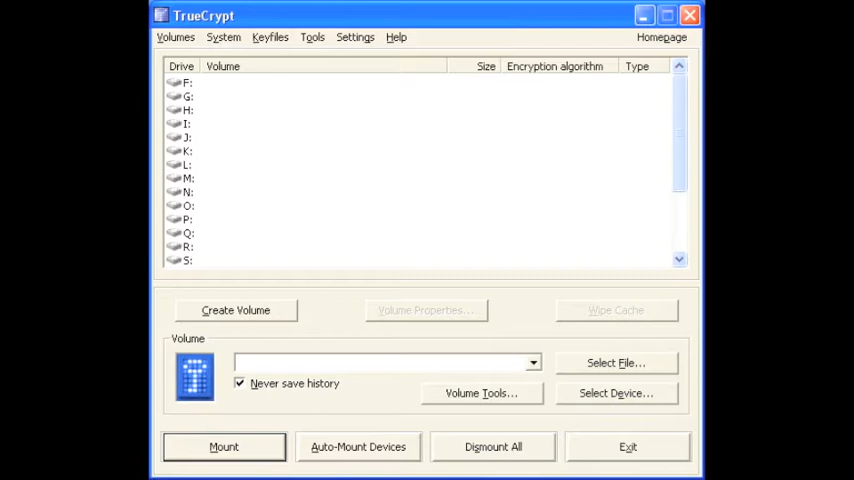 TrueCrypt
Volumes System Keyfiles Tools Settings Help Homepage
Drive Volume Size Encryption algorithm Type
F:
G:
H:
I:
J:
K:
L:
M:
N:
O:
P:
Q:
R:
S:
Create Volume Volume Properties... Wipe Cache
Volume
Select File...
Never save history
Volume Tools... Select Device...
Mount Auto-Mount Devices Dismount All Exit